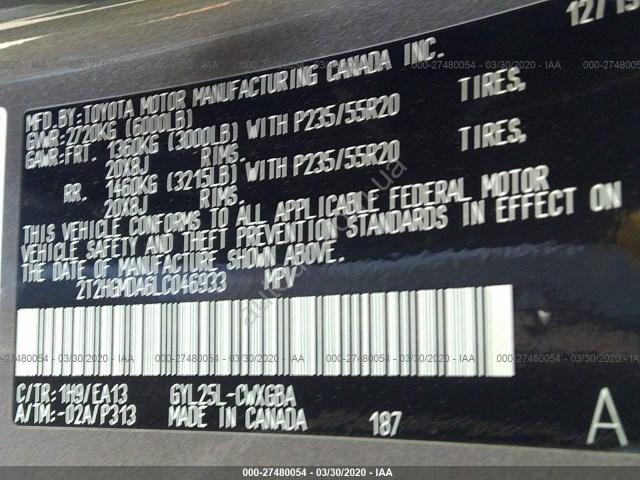 12/19
MFD.BY:TOYOTA MOTOR MANUFACTURING CANADA INC.
GVWR:2720KG (6000LB)
GAWR:FRT. 1360KG (3000LB) WITH P235/55R20 TIRES,
20X8J RIMS.
RR. 1460KG (3215LB) WITH P235/55R20 TIRES,
20X8J RIMS.
THIS VEHICLE CONFORMS TO ALL APPLICABLE FEDERAL MOTOR
VEHICLE SAFETY AND THEFT PREVENTION STANDARDS IN EFFECT ON
THE DATE OF MANUFACTURE SHOWN ABOVE.
2T2HGMDA6LC046933 MPV
C/TR:1H9/EA13 GYL25L-CWXGBA
A/TM:-02A/P313 MADE IN CANADA 187 A
000-27480054 - 03/30/2020 - IAA